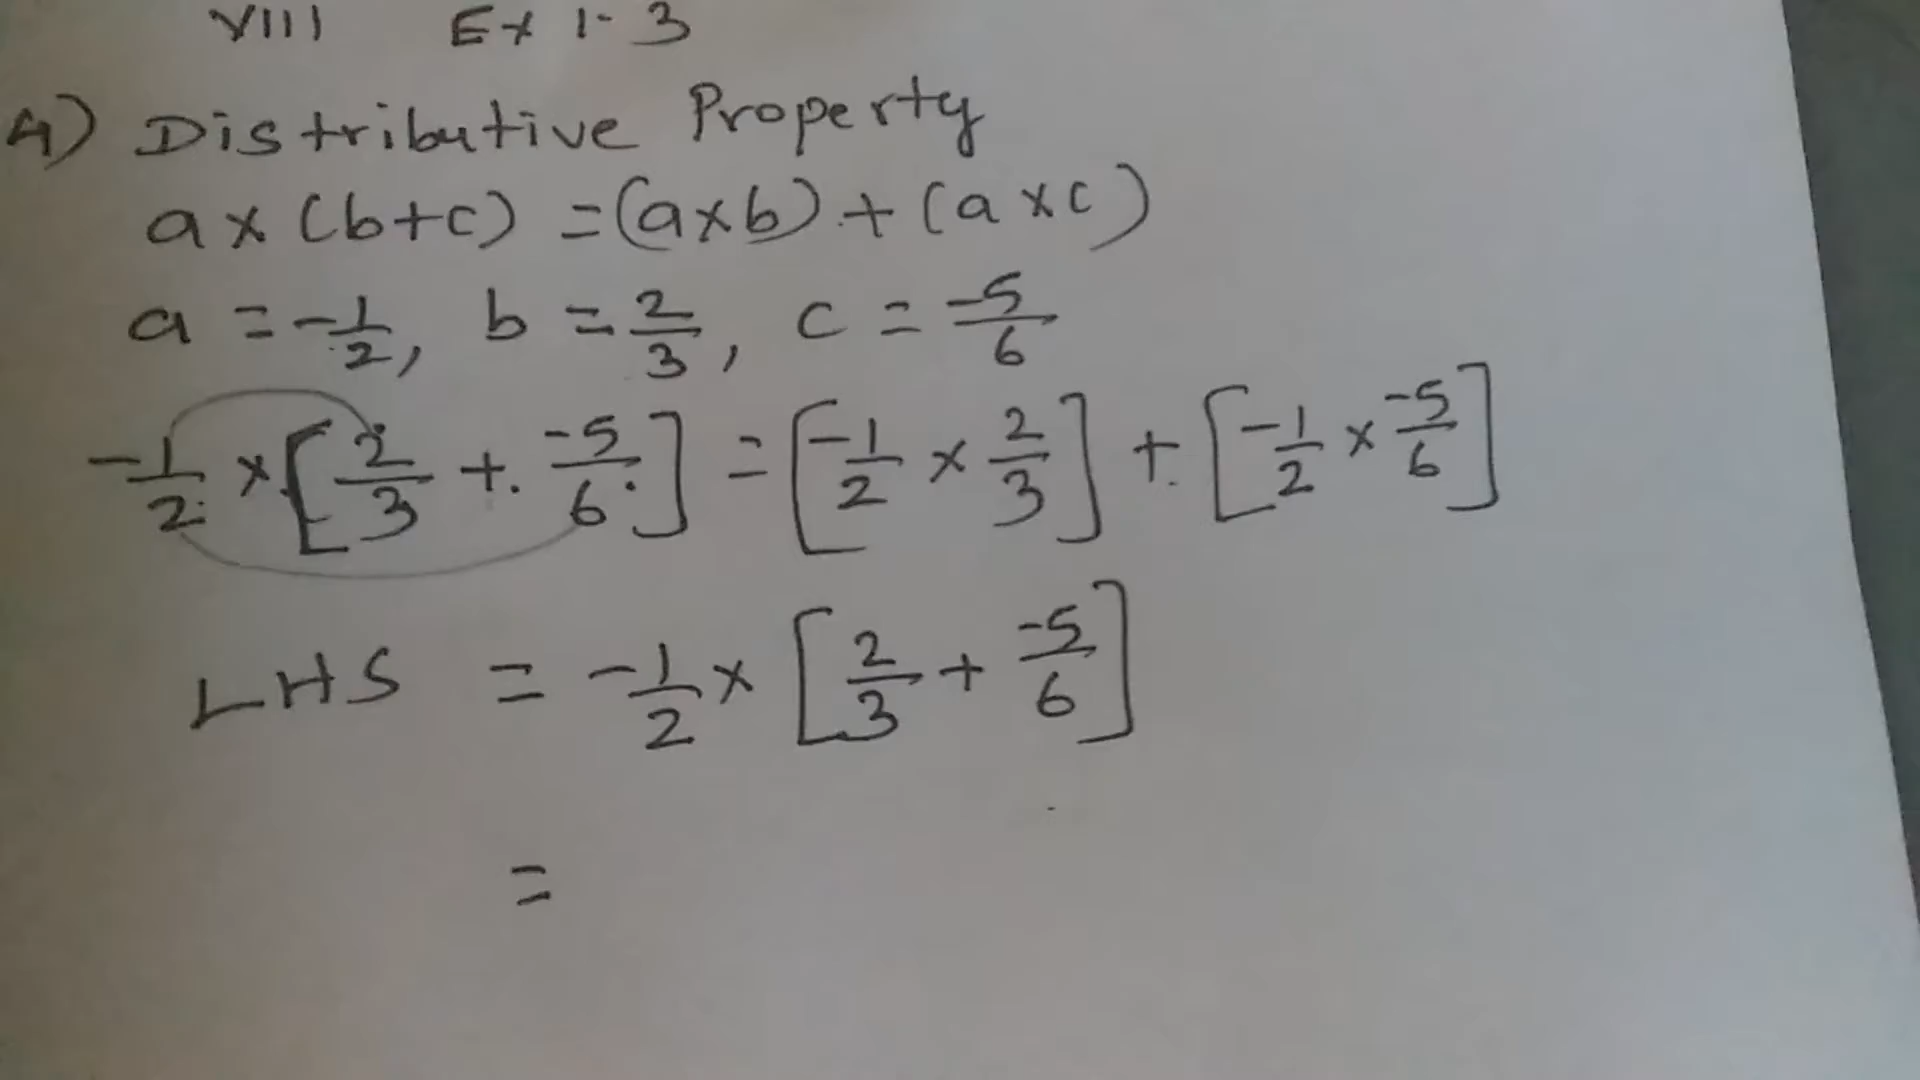 VIII Ex 1.3
4) Distributive Property
a × (b+c) = (a×b) + (a×c)
a = -1/2, b = 2/3, c = -5/6
-1/2 × [2/3 + -5/6] = [-1/2 × 2/3] + [-1/2 × -5/6]
LHS = -1/2 × [2/3 + -5/6]
=